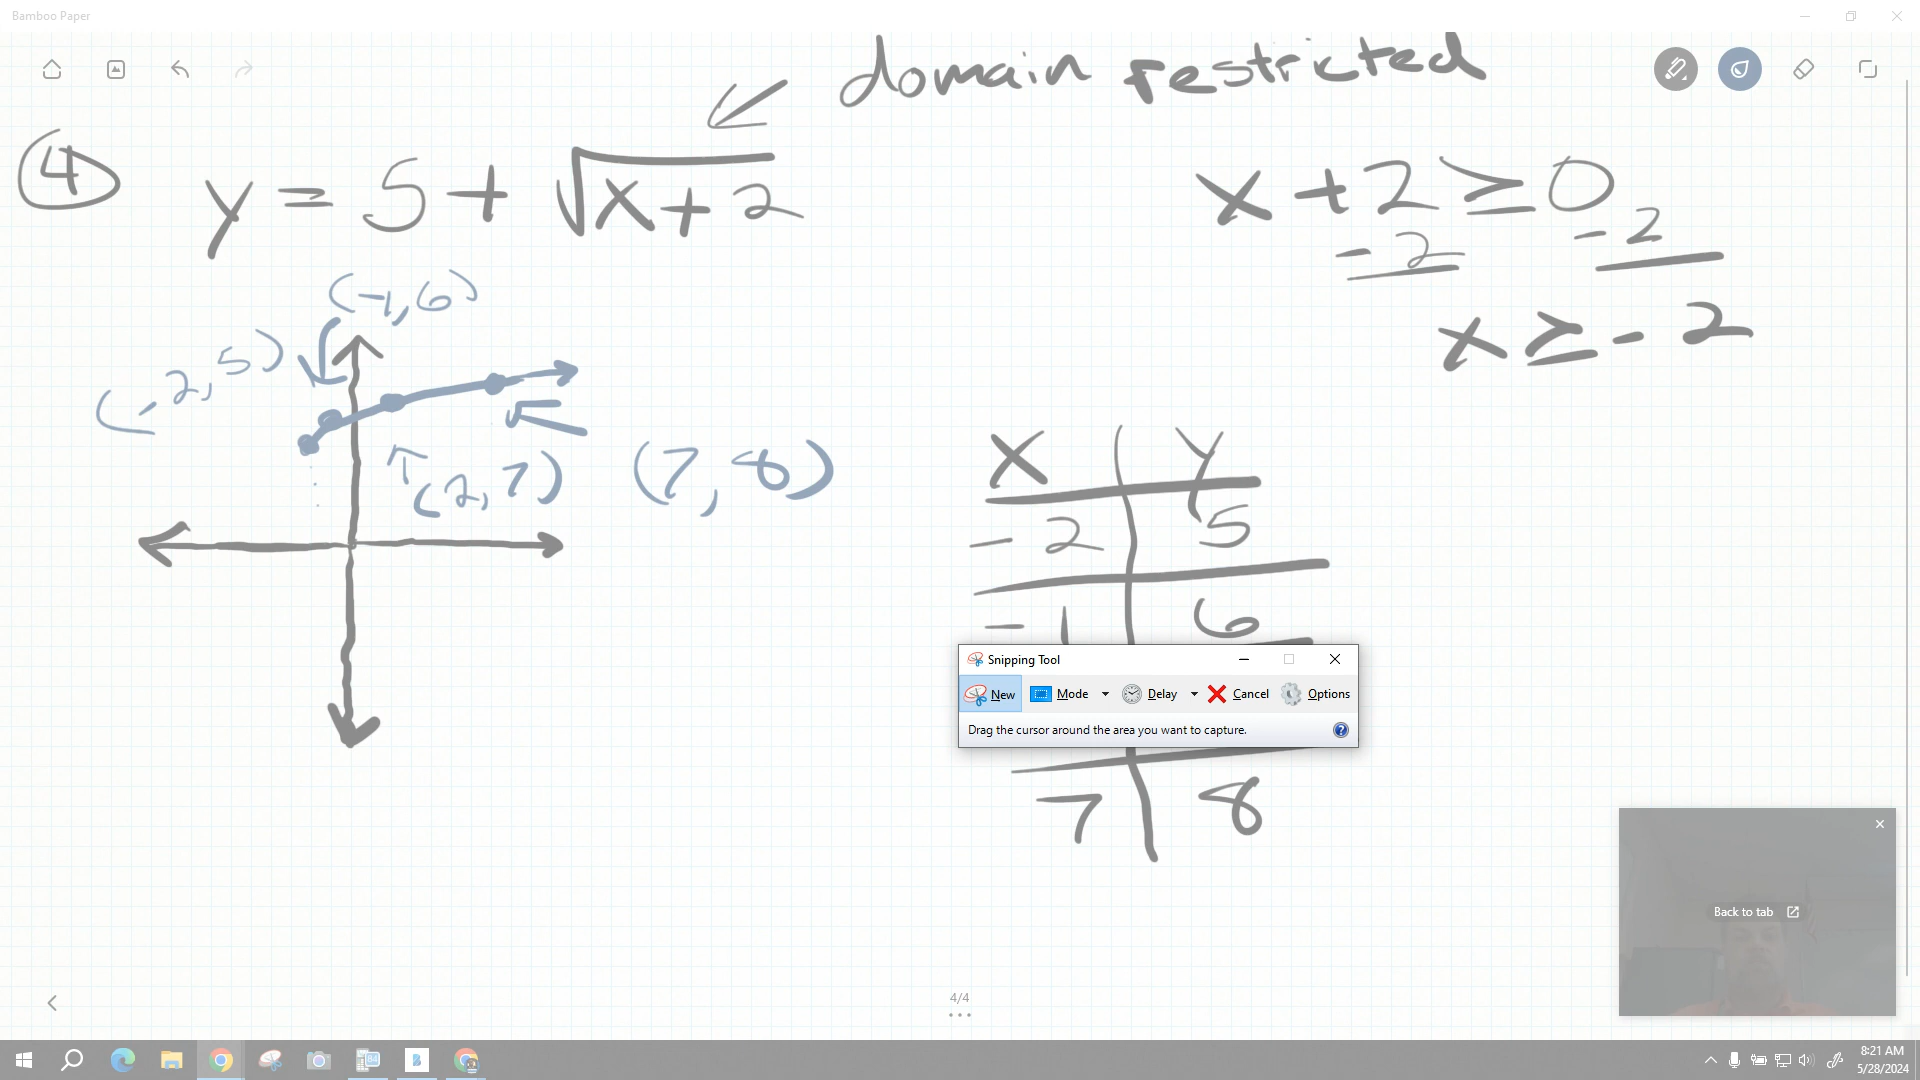 Bamboo Paper
domain restricted
④ y = 5 + √(x + 2)
x + 2 ≥ 0
- 2 - 2
x ≥ - 2
(-1, 6)
(-2, 5)
(2, 7)
(7, 8)
x | y
- 2 | 5
- 1 | 6
Snipping Tool
New Mode Delay Cancel Options
Drag the cursor around the area you want to capture.
?
7 | 8
Back to tab
4/4
84
B
8:21 AM
5/28/2024